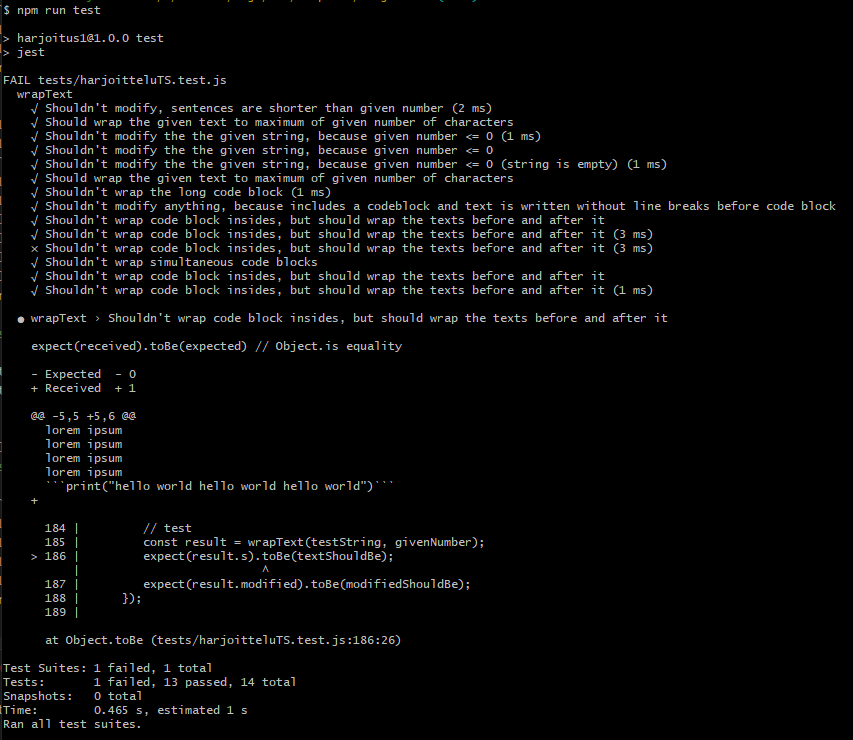 $ npm run test
> harjoitus1@1.0.0 test
> jest
FAIL tests/harjoitteluTS.test.js
wrapText
√ Shouldn't modify, sentences are shorter than given number (2 ms)
√ Should wrap the given text to maximum of given number of characters
√ Shouldn't modify the the given string, because given number <= 0 (1 ms)
√ Shouldn't modify the the given string, because given number <= 0
√ Shouldn't modify the the given string, because given number <= 0 (string is empty) (1 ms)
√ Should wrap the given text to maximum of given number of characters
√ Shouldn't wrap the long code block (1 ms)
√ Shouldn't modify anything, because includes a codeblock and text is written without line breaks before code block
√ Shouldn't wrap code block insides, but should wrap the texts before and after it
√ Shouldn't wrap code block insides, but should wrap the texts before and after it (3 ms)
× Shouldn't wrap code block insides, but should wrap the texts before and after it (3 ms)
√ Shouldn't wrap simultaneous code blocks
√ Shouldn't wrap code block insides, but should wrap the texts before and after it
√ Shouldn't wrap code block insides, but should wrap the texts before and after it (1 ms)
● wrapText › Shouldn't wrap code block insides, but should wrap the texts before and after it
expect(received).toBe(expected) // Object.is equality
- Expected  - 0
+ Received  + 1
@@ -5,5 +5,6 @@
lorem ipsum
lorem ipsum
lorem ipsum
lorem ipsum
```print("hello world hello world hello world")```
+
184 |         // test
185 |         const result = wrapText(testString, givenNumber);
> 186 |         expect(result.s).toBe(textShouldBe);
|                          ^
187 |         expect(result.modified).toBe(modifiedShouldBe);
188 |      });
189 |
at Object.toBe (tests/harjoitteluTS.test.js:186:26)
Test Suites: 1 failed, 1 total
Tests:       1 failed, 13 passed, 14 total
Snapshots:   0 total
Time:        0.465 s, estimated 1 s
Ran all test suites.